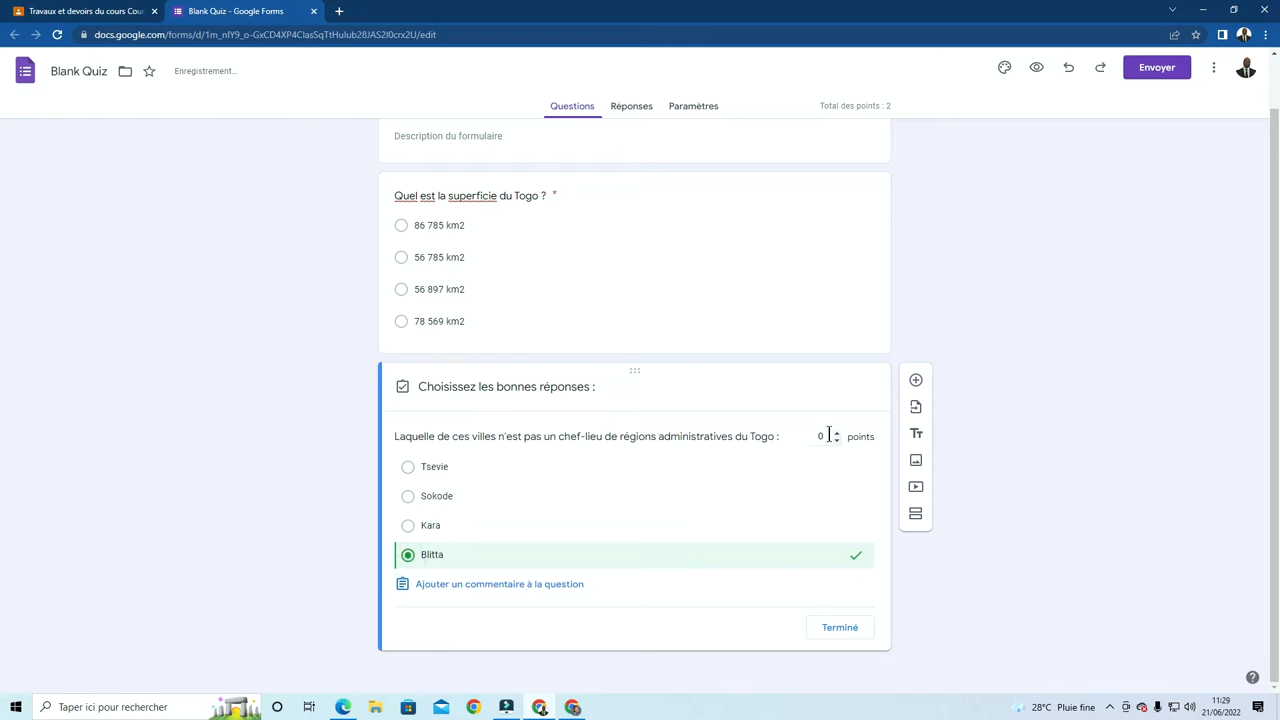 Travaux et devoirs du cours Cour
Blank Quiz - Google Forms
docs.google.com/forms/d/1m_nIY9_o-GxCD4XP4ClasSqTtHulub28JAS2I0crx2U/edit
Blank Quiz
Enregistrement...
Envoyer
Questions
Réponses
Paramètres
Total des points : 2
Description du formulaire
Quel est la superficie du Togo ? *
86 785 km2
56 785 km2
56 897 km2
78 569 km2
Choisissez les bonnes réponses :
Laquelle de ces villes n'est pas un chef-lieu de régions administratives du Togo :
0 points
Tsevie
Sokode
Kara
Blitta
Ajouter un commentaire à la question
Terminé
Taper ici pour rechercher
28°C Pluie fine
11:29
21/06/2022